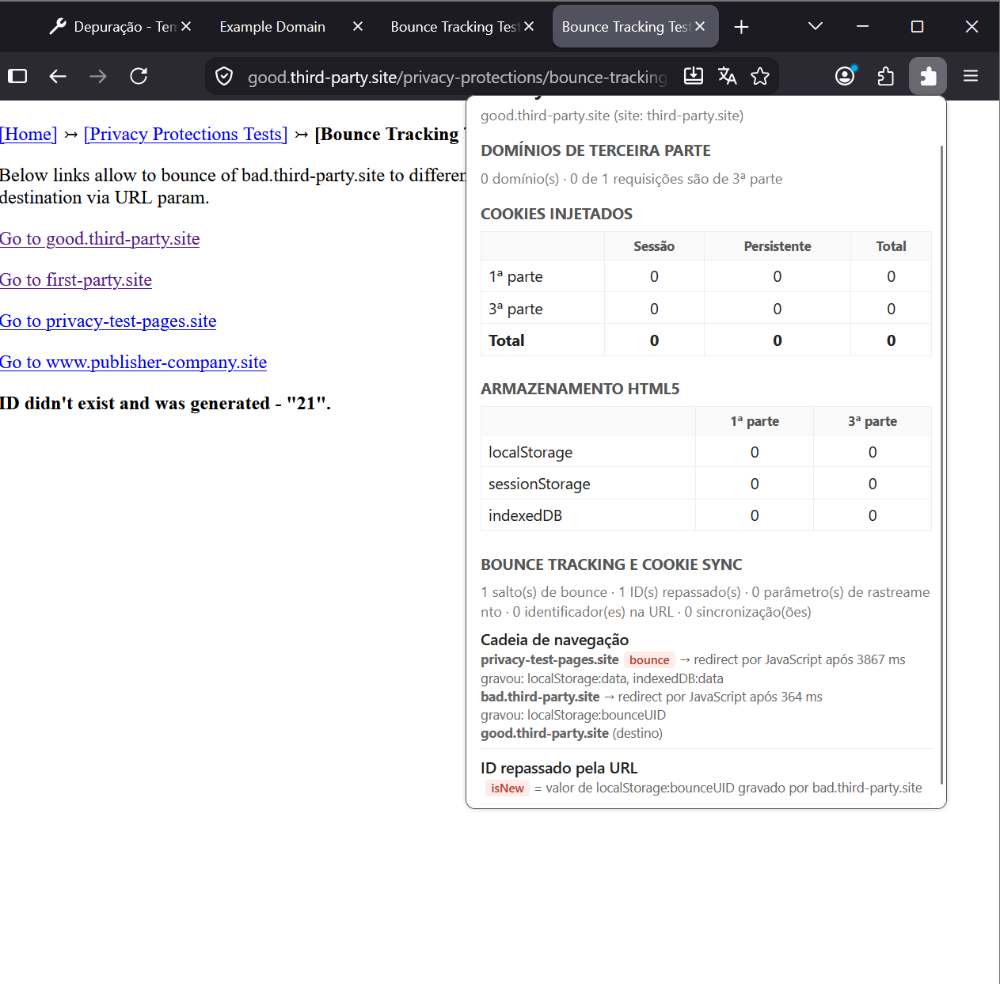 Depuração - Ten
Example Domain
Bounce Tracking Test
Bounce Tracking Test
good.third-party.site/privacy-protections/bounce-tracking
[Home] ↣ [Privacy Protections Tests] ↣ [Bounce Tracking
Below links allow to bounce of bad.third-party.site to differen
destination via URL param.
Go to good.third-party.site
Go to first-party.site
Go to privacy-test-pages.site
Go to www.publisher-company.site
ID didn't exist and was generated - "21".
good.third-party.site (site: third-party.site)
DOMÍNIOS DE TERCEIRA PARTE
0 domínio(s) · 0 de 1 requisições são de 3ª parte
COOKIES INJETADOS
Sessão Persistente Total
1ª parte 0 0 0
3ª parte 0 0 0
Total 0 0 0
ARMAZENAMENTO HTML5
1ª parte 3ª parte
localStorage 0 0
sessionStorage 0 0
indexedDB 0 0
BOUNCE TRACKING E COOKIE SYNC
1 salto(s) de bounce · 1 ID(s) repassado(s) · 0 parâmetro(s) de rastreame
nto · 0 identificador(es) na URL · 0 sincronização(ões)
Cadeia de navegação
privacy-test-pages.site bounce → redirect por JavaScript após 3867 ms
gravou: localStorage:data, indexedDB:data
bad.third-party.site → redirect por JavaScript após 364 ms
gravou: localStorage:bounceUID
good.third-party.site (destino)
ID repassado pela URL
isNew = valor de localStorage:bounceUID gravado por bad.third-party.site